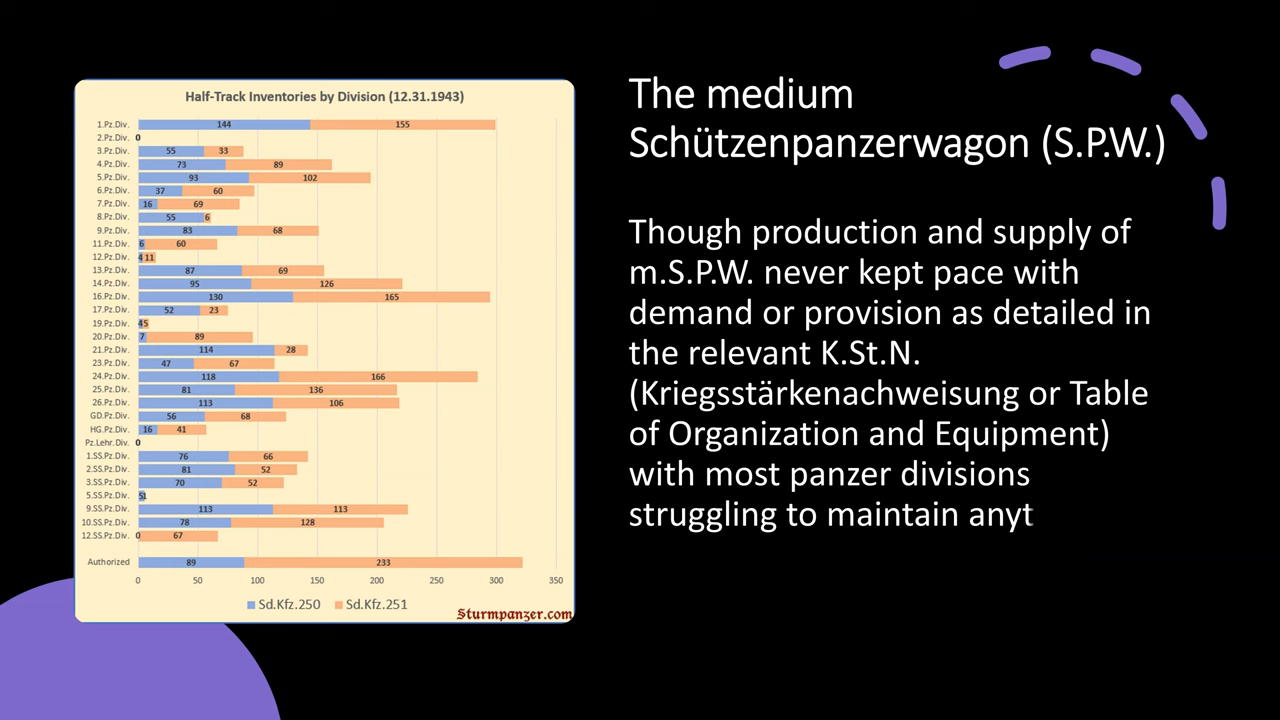 Half-Track Inventories by Division (12.31.1943)
1.Pz.Div. 144 155
2.Pz.Div. 0
3.Pz.Div. 55 33
4.Pz.Div. 73 89
5.Pz.Div. 93 102
6.Pz.Div. 37 60
7.Pz.Div. 16 69
8.Pz.Div. 55 6
9.Pz.Div. 83 68
11.Pz.Div. 6 60
12.Pz.Div. 4 11
13.Pz.Div. 87 69
14.Pz.Div. 95 126
16.Pz.Div. 130 165
17.Pz.Div. 52 23
19.Pz.Div. 4 5
20.Pz.Div. 7 89
21.Pz.Div. 114 28
23.Pz.Div. 47 67
24.Pz.Div. 118 166
25.Pz.Div. 81 136
26.Pz.Div. 113 106
GD.Pz.Div. 56 68
HG.Pz.Div. 16 41
Pz.Lehr.Div. 0
1.SS.Pz.Div. 76 66
2.SS.Pz.Div. 81 52
3.SS.Pz.Div. 70 52
5.SS.Pz.Div. 5 1
9.SS.Pz.Div. 113 113
10.SS.Pz.Div. 78 128
12.SS.Pz.Div. 0 67
Authorized 89 233
0 50 100 150 200 250 300 350
Sd.Kfz.250 Sd.Kfz.251
Sturmpanzer.com
The medium
Schützenpanzerwagon (S.P.W.)
Though production and supply of
m.S.P.W. never kept pace with
demand or provision as detailed in
the relevant K.St.N.
(Kriegsstärkenachweisung or Table
of Organization and Equipment)
with most panzer divisions
struggling to maintain anyt